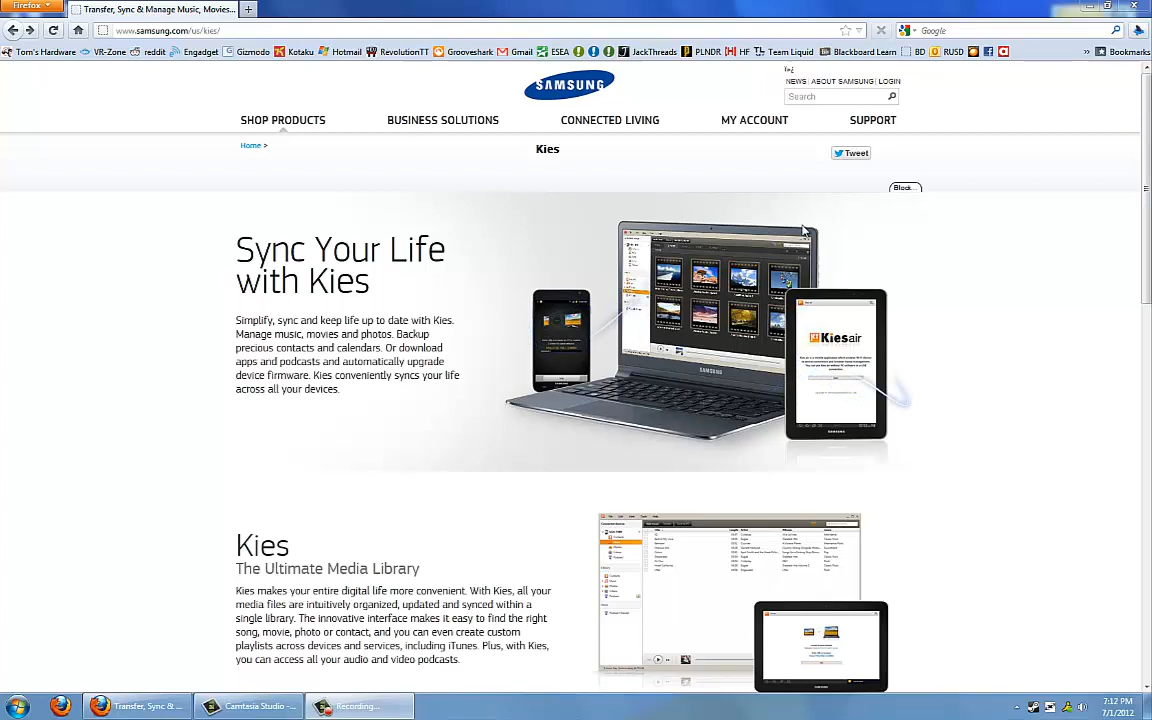 Firefox
Transfer, Sync & Manage Music, Movies...
www.samsung.com/us/kies/
Google
Tom's Hardware VR-Zone reddit Engadget Gizmodo Kotaku Hotmail RevolutionTT Grooveshark Gmail ESEA JackThreads PLNDR HF Team Liquid Blackboard Learn BD RUSD » Bookmarks
SAMSUNG
NEWS | ABOUT SAMSUNG | LOGIN
Search
SHOP PRODUCTS BUSINESS SOLUTIONS CONNECTED LIVING MY ACCOUNT SUPPORT
Home >
Kies
Tweet
Block...
Sync Your Life
with Kies
Simplify, sync and keep life up to date with Kies.
Manage music, movies and photos. Backup
precious contacts and calendars. Or download
apps and podcasts and automatically upgrade
device firmware. Kies conveniently syncs your life
across all your devices.
Kies air
SAMSUNG
SAMSUNG
Kies
The Ultimate Media Library
Kies makes your entire digital life more convenient. With Kies, all your
media files are intuitively organized, updated and synced within a
single library. The innovative interface makes it easy to find the right
song, movie, photo or contact, and you can even create custom
playlists across devices and services, including iTunes. Plus, with Kies,
you can access all your audio and video podcasts.
Transfer, Sync & ...
Camtasia Studio -...
Recording...
7:12 PM
7/1/2012